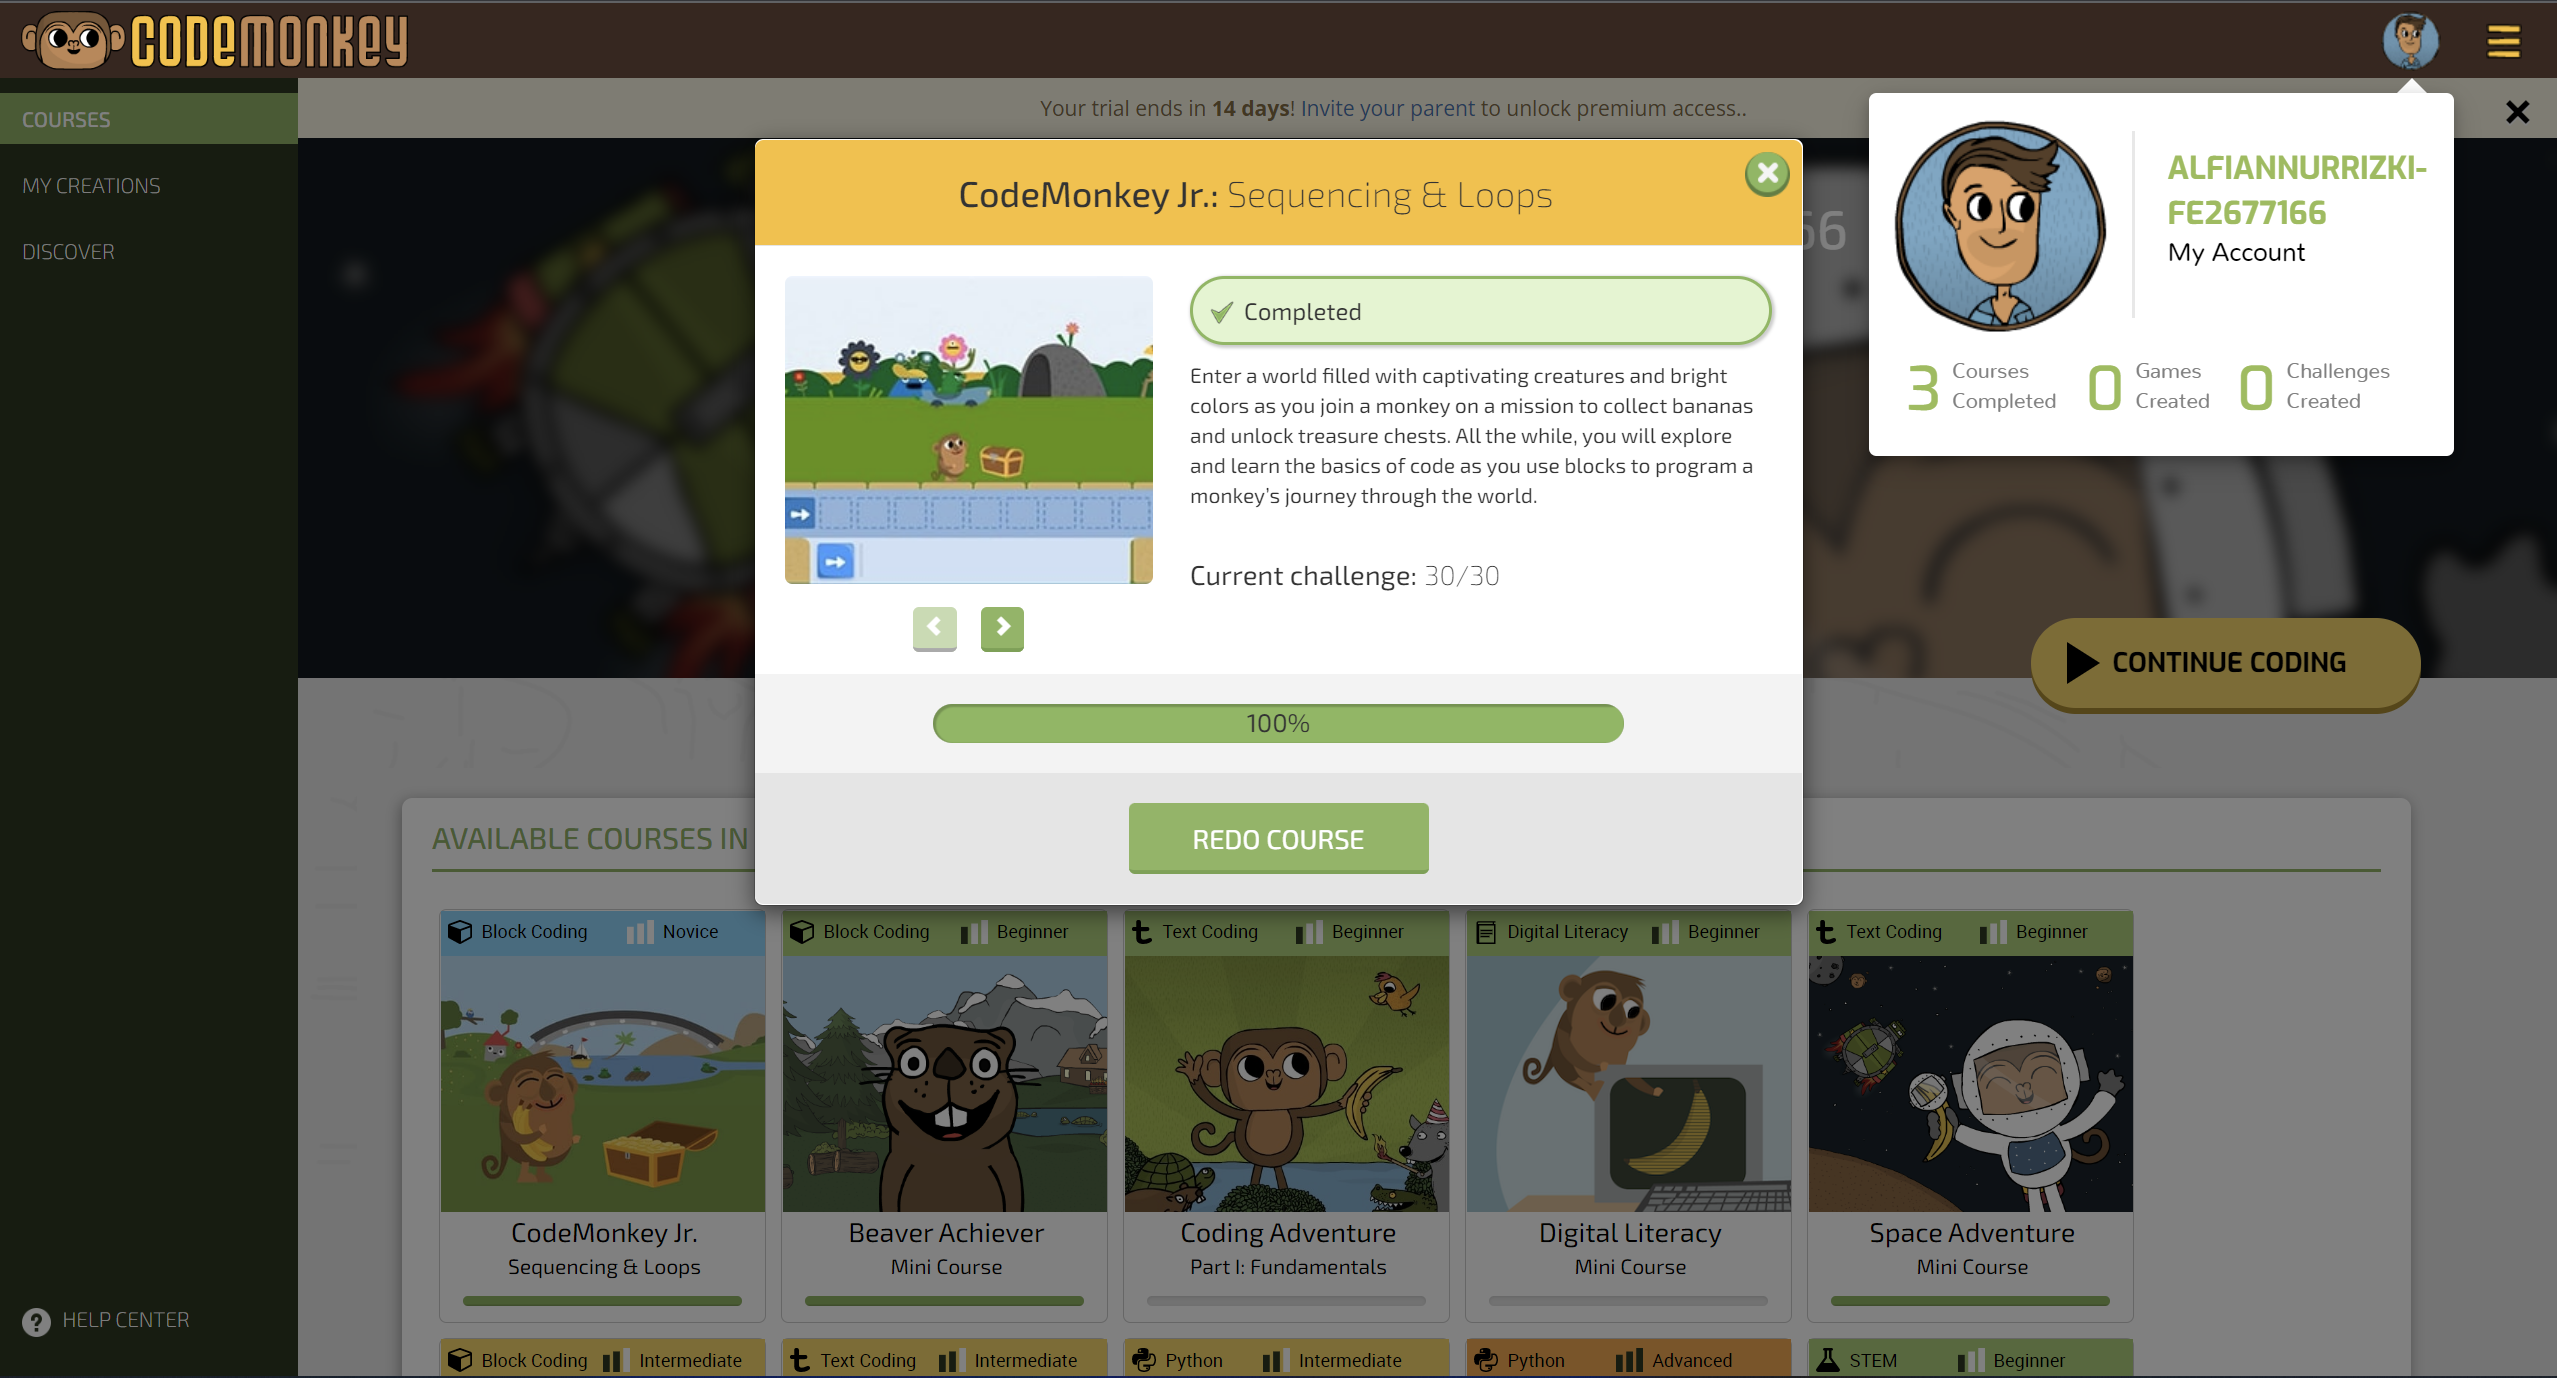 CODEMONKEY
COURSES
MY CREATIONS
DISCOVER
HELP CENTER
Your trial ends in 14 days! Invite your parent to unlock premium access..
ALFIANNURRIZKI-
FE2677166
My Account
3 Courses Completed
0 Games Created
0 Challenges Created
66
CodeMonkey Jr.: Sequencing & Loops
Completed
Enter a world filled with captivating creatures and bright
colors as you join a monkey on a mission to collect bananas
and unlock treasure chests. All the while, you will explore
and learn the basics of code as you use blocks to program a
monkey’s journey through the world.
Current challenge: 30/30
100%
REDO COURSE
CONTINUE CODING
AVAILABLE COURSES IN
Block Coding Novice
CodeMonkey Jr.
Sequencing & Loops
Block Coding Beginner
Beaver Achiever
Mini Course
Text Coding Beginner
Coding Adventure
Part I: Fundamentals
Digital Literacy Beginner
Digital Literacy
Mini Course
Text Coding Beginner
Space Adventure
Mini Course
Block Coding Intermediate
Text Coding Intermediate
Python Intermediate
Python Advanced
STEM Beginner